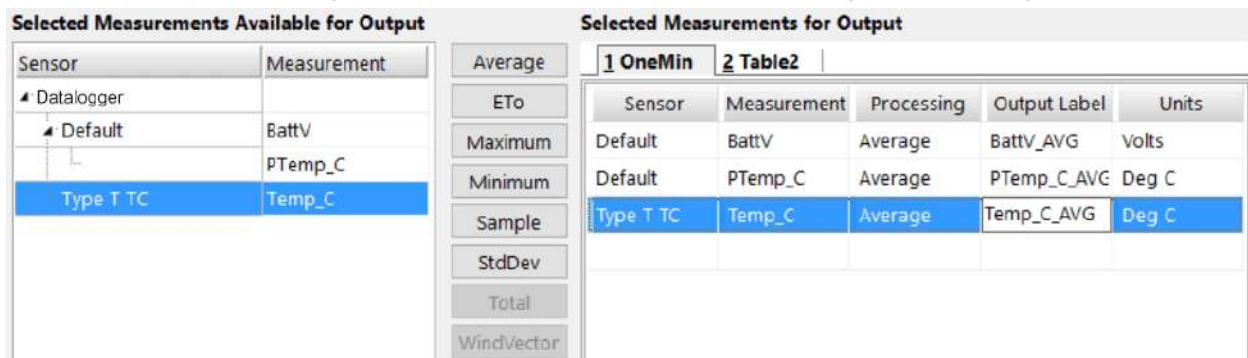 Selected Measurements Available for Output
Sensor Measurement
Datalogger
Default BattV
PTemp_C
Type T TC Temp_C
Average
ETo
Maximum
Minimum
Sample
StdDev
Total
WindVector
Selected Measurements for Output
1 OneMin 2 Table2
Sensor Measurement Processing Output Label Units
Default BattV Average BattV_AVG Volts
Default PTemp_C Average PTemp_C_AVG Deg C
Type T TC Temp_C Average Temp_C_AVG Deg C